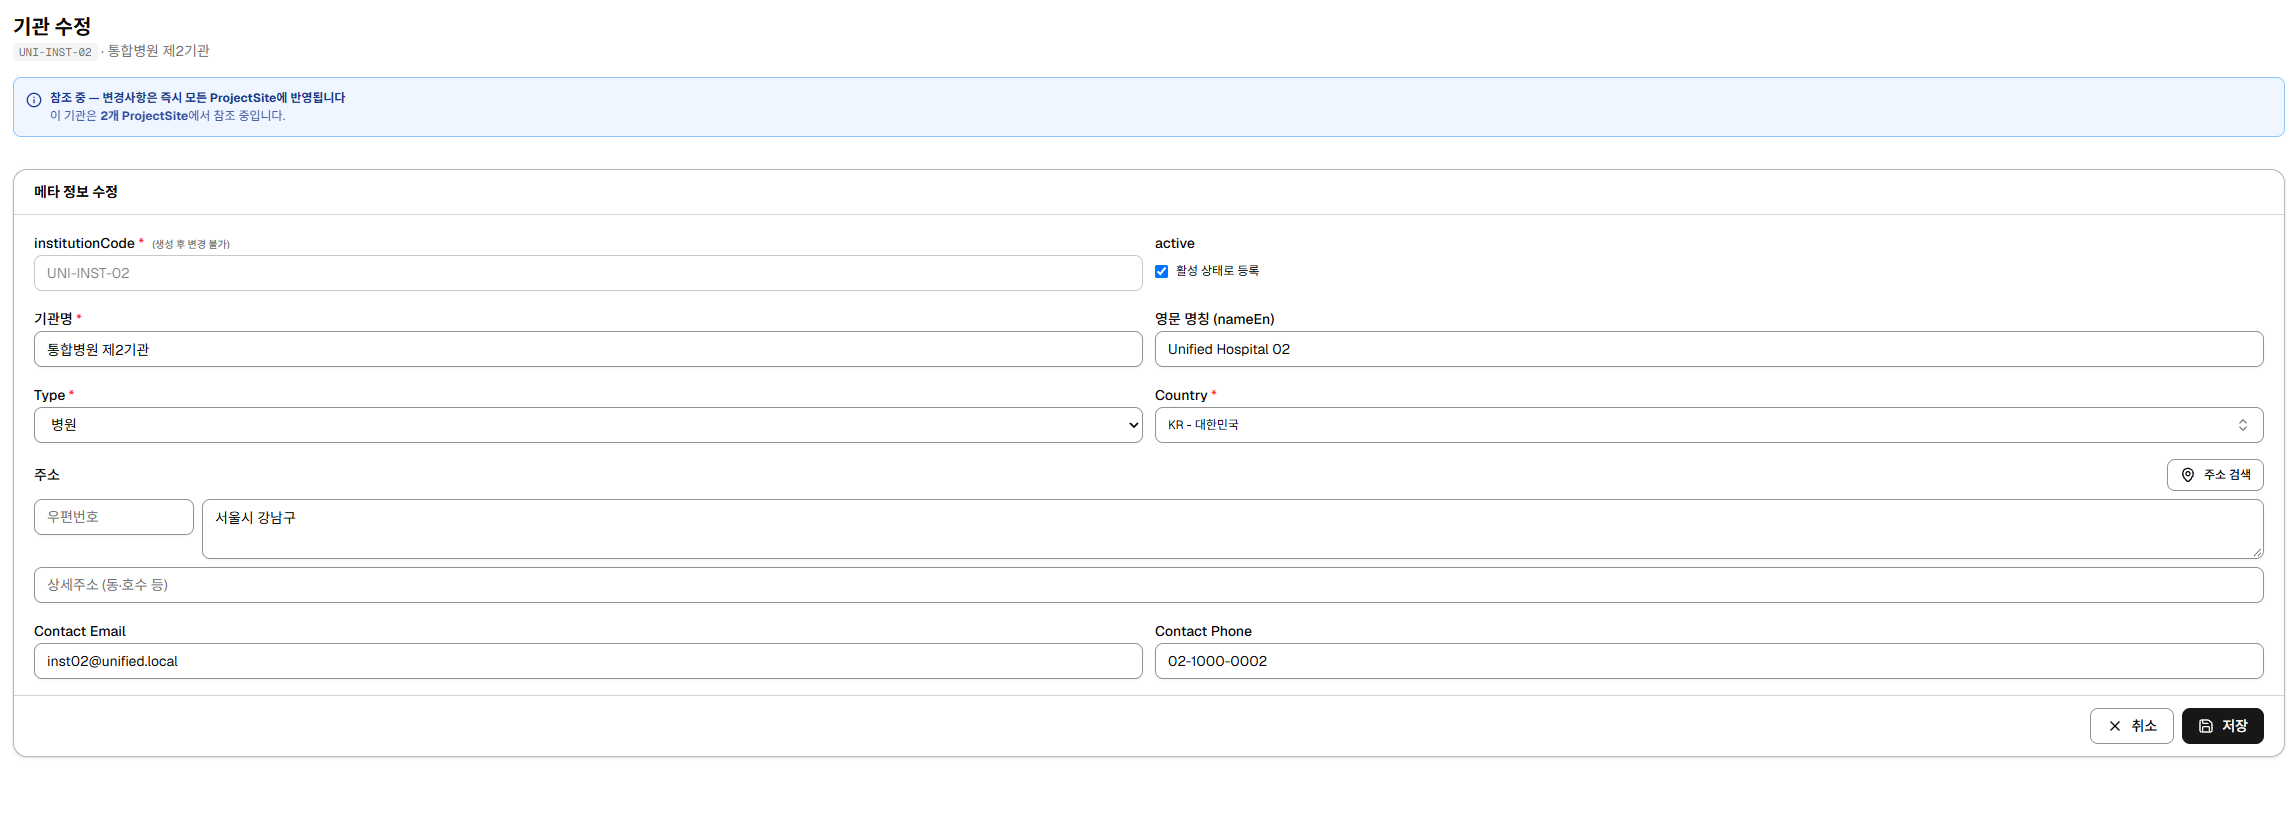 기관 수정
UNI-INST-02 · 통합병원 제2기관
참조 중 — 변경사항은 즉시 모든 ProjectSite에 반영됩니다
이 기관은 2개 ProjectSite에서 참조 중입니다.
메타 정보 수정
institutionCode * (생성 후 변경 불가)
UNI-INST-02
active
활성 상태로 등록
기관명 *
통합병원 제2기관
영문 명칭 (nameEn)
Unified Hospital 02
Type *
병원
Country *
KR - 대한민국
주소
주소 검색
우편번호
서울시 강남구
상세주소 (동·호수 등)
Contact Email
inst02@unified.local
Contact Phone
02-1000-0002
취소
저장